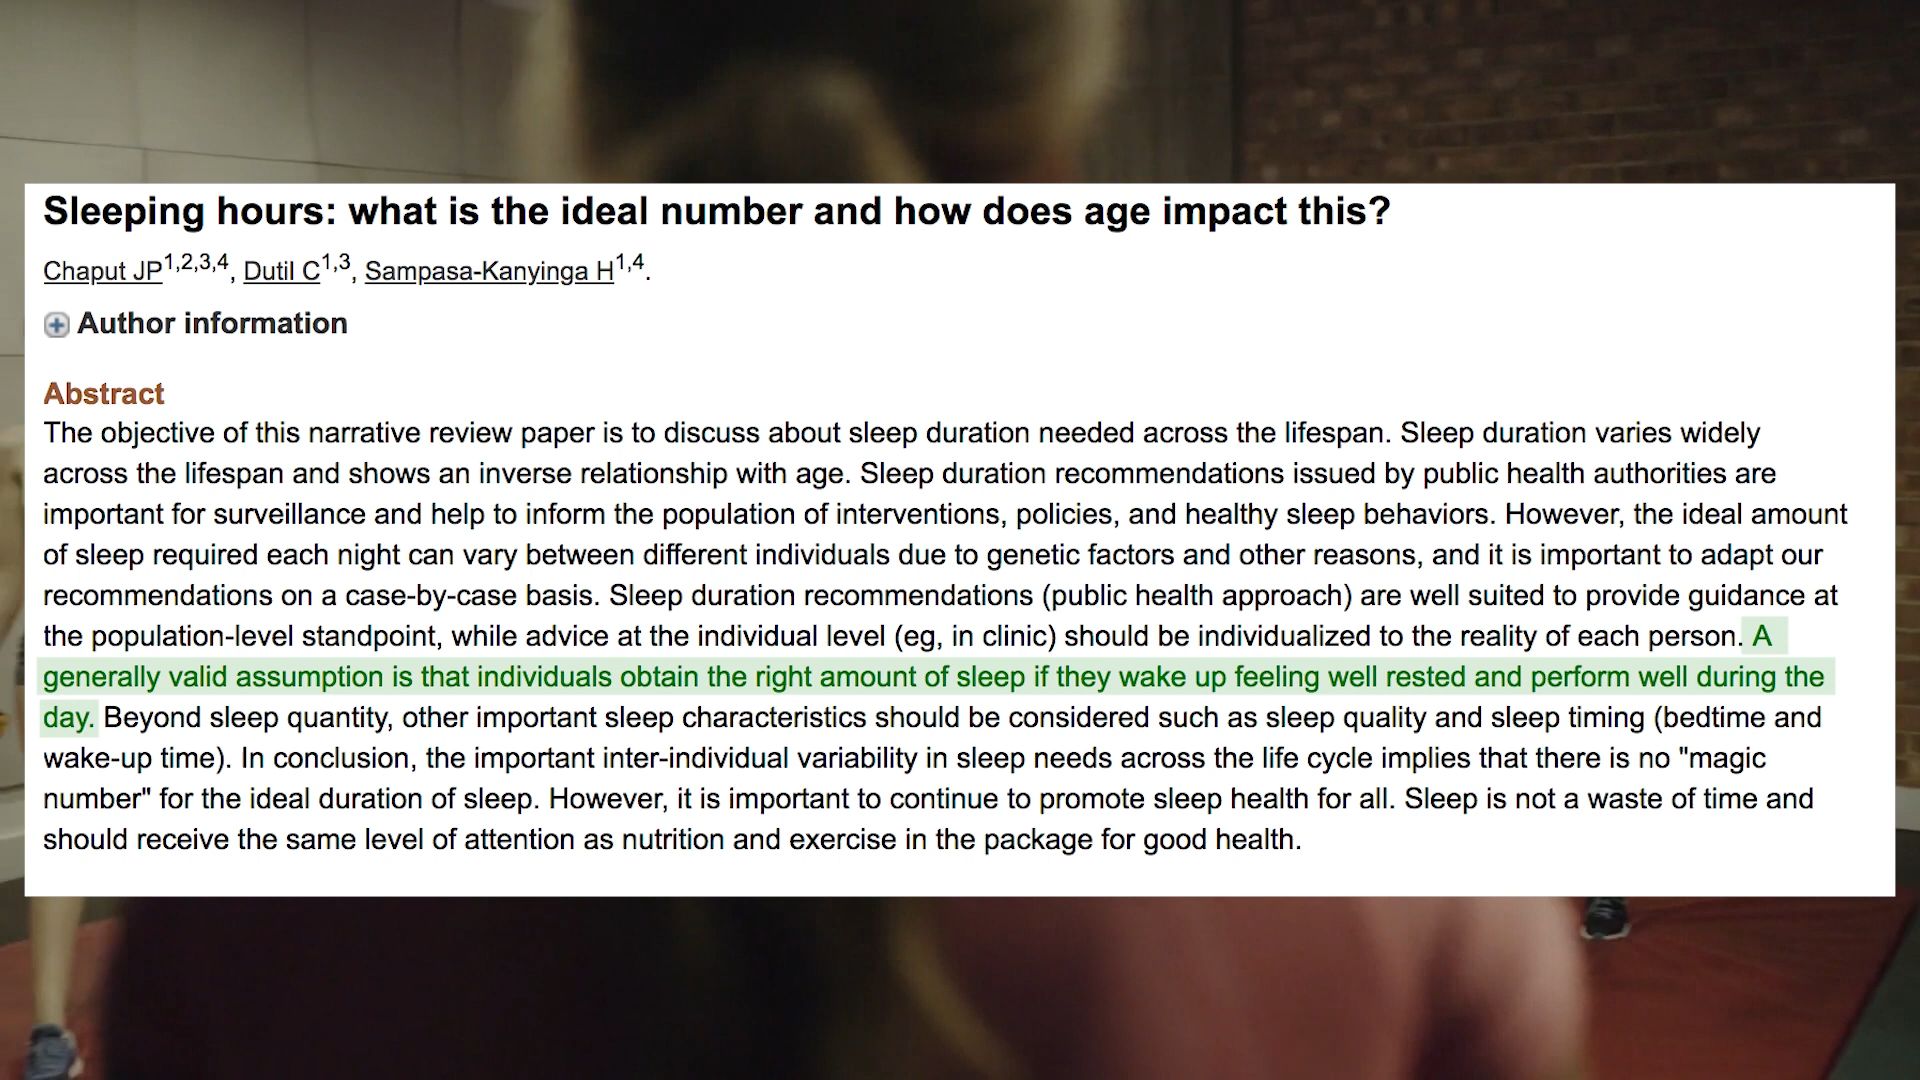 Sleeping hours: what is the ideal number and how does age impact this?
Chaput JP1,2,3,4, Dutil C1,3, Sampasa-Kanyinga H1,4.
Author information
Abstract
The objective of this narrative review paper is to discuss about sleep duration needed across the lifespan. Sleep duration varies widely
across the lifespan and shows an inverse relationship with age. Sleep duration recommendations issued by public health authorities are
important for surveillance and help to inform the population of interventions, policies, and healthy sleep behaviors. However, the ideal amount
of sleep required each night can vary between different individuals due to genetic factors and other reasons, and it is important to adapt our
recommendations on a case-by-case basis. Sleep duration recommendations (public health approach) are well suited to provide guidance at
the population-level standpoint, while advice at the individual level (eg, in clinic) should be individualized to the reality of each person. A
generally valid assumption is that individuals obtain the right amount of sleep if they wake up feeling well rested and perform well during the
day. Beyond sleep quantity, other important sleep characteristics should be considered such as sleep quality and sleep timing (bedtime and
wake-up time). In conclusion, the important inter-individual variability in sleep needs across the life cycle implies that there is no "magic
number" for the ideal duration of sleep. However, it is important to continue to promote sleep health for all. Sleep is not a waste of time and
should receive the same level of attention as nutrition and exercise in the package for good health.